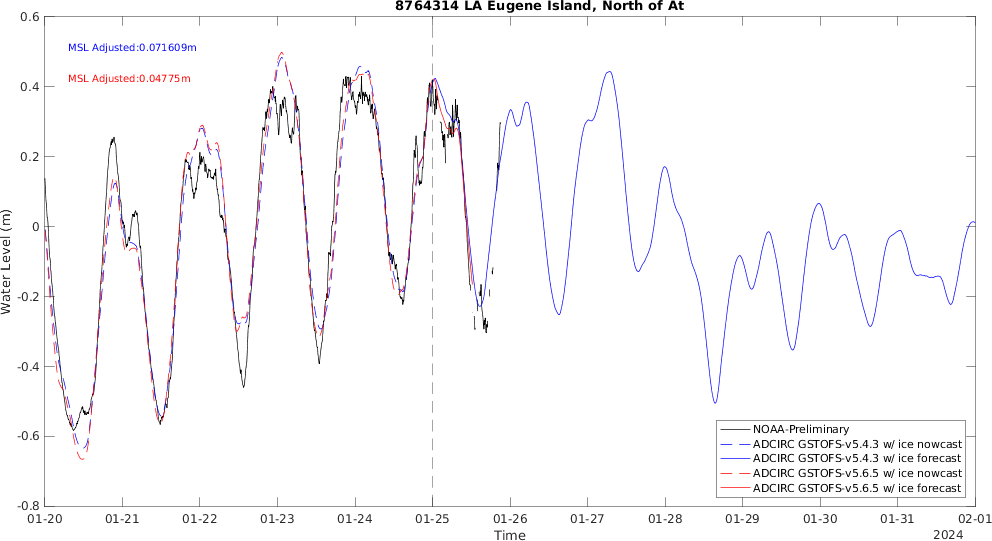 8764314 LA Eugene Island, North of At
0.6
0.4
0.2
0
-0.2
-0.4
-0.6
-0.8
Water Level (m)
MSL Adjusted:0.071609m
MSL Adjusted:0.04775m
NOAA-Preliminary
ADCIRC GSTOFS-v5.4.3 w/ ice nowcast
ADCIRC GSTOFS-v5.4.3 w/ ice forecast
ADCIRC GSTOFS-v5.6.5 w/ ice nowcast
ADCIRC GSTOFS-v5.6.5 w/ ice forecast
01-20 01-21 01-22 01-23 01-24 01-25 01-26 01-27 01-28 01-29 01-30 01-31 02-01
Time
2024